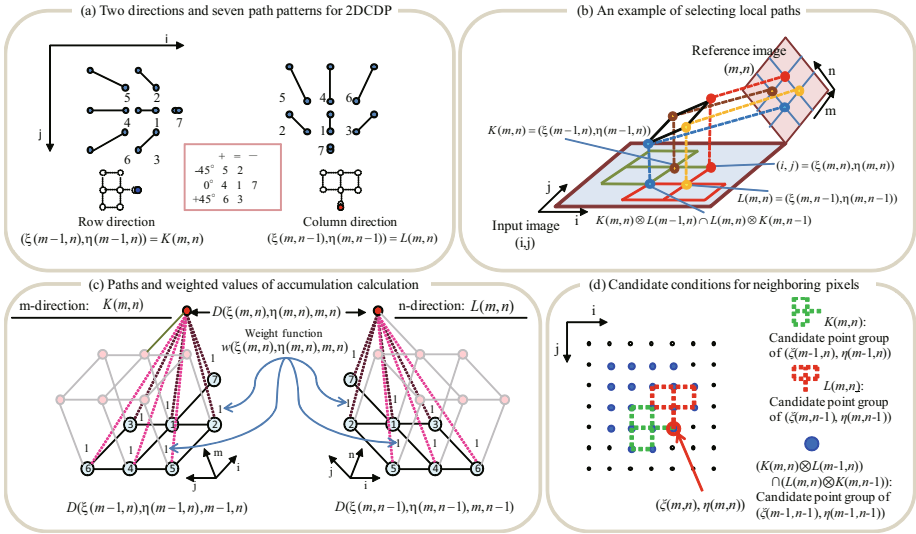 (a) Two directions and seven path patterns for 2DCDP
i
j
5 2
4 1 7
6 3
+ = −
-45° 5 2
0° 4 1 7
+45° 6 3
5 4 6
2 1 3
7
Row direction
(ξ(m−1,n),η(m−1,n)) = K(m,n)
Column direction
(ξ(m,n−1),η(m,n−1)) = L(m,n)
(b) An example of selecting local paths
Reference image
(m,n)
n
m
K(m,n) = (ξ(m−1,n),η(m−1,n))
(i, j) = (ξ(m,n),η(m,n))
L(m,n) = (ξ(m,n−1),η(m,n−1))
K(m,n)⊗L(m−1,n)∩L(m,n)⊗K(m,n−1)
j
i
Input image
(i,j)
(c) Paths and weighted values of accumulation calculation
m-direction: K(m,n)
D(ξ(m,n),η(m,n),m,n)
n-direction: L(m,n)
Weight function
w(ξ(m,n),η(m,n),m,n)
7
1
3 1 2
1 1
6 4 5
m
j i
7
1
2 1 3
1 1
5 4 6
n
j i
D(ξ(m−1,n),η(m−1,n),m−1,n)
D(ξ(m,n−1),η(m,n−1),m,n−1)
(d) Candidate conditions for neighboring pixels
i
j
K(m,n):
Candidate point group
of (ξ(m-1,n), η(m-1,n))
L(m,n):
Candidate point group
of (ξ(m,n-1), η(m,n-1))
(K(m,n)⊗L(m-1,n))
∩(L(m,n)⊗K(m,n-1)):
Candidate point group of
(ξ(m-1,n-1), η(m-1,n-1))
(ξ(m,n), η(m,n))